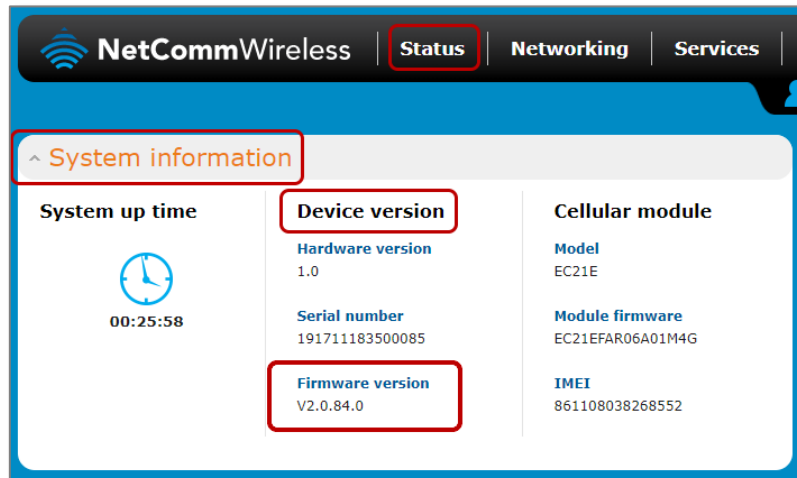 NetCommWireless Status Networking Services
System information
System up time
00:25:58
Device version
Hardware version
1.0
Serial number
191711183500085
Firmware version
V2.0.84.0
Cellular module
Model
EC21E
Module firmware
EC21EFAR06A01M4G
IMEI
861108038268552